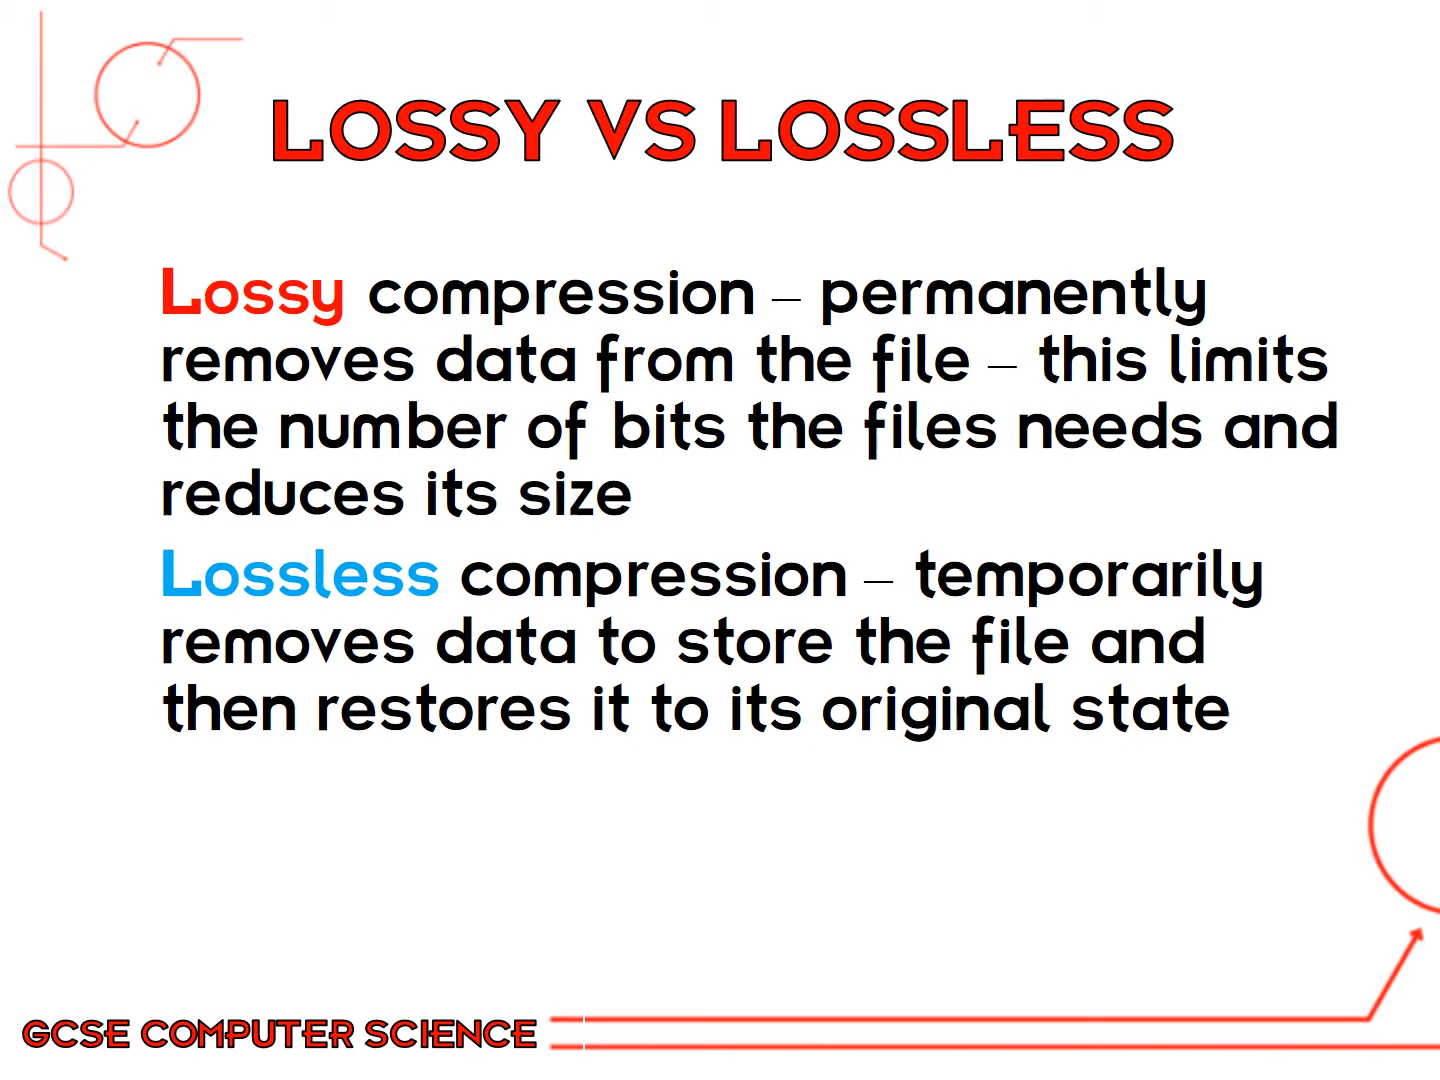 LOSSY VS LOSSLESS
Lossy compression – permanently
removes data from the file – this limits
the number of bits the files needs and
reduces its size
Lossless compression – temporarily
removes data to store the file and
then restores it to its original state
GCSE COMPUTER SCIENCE